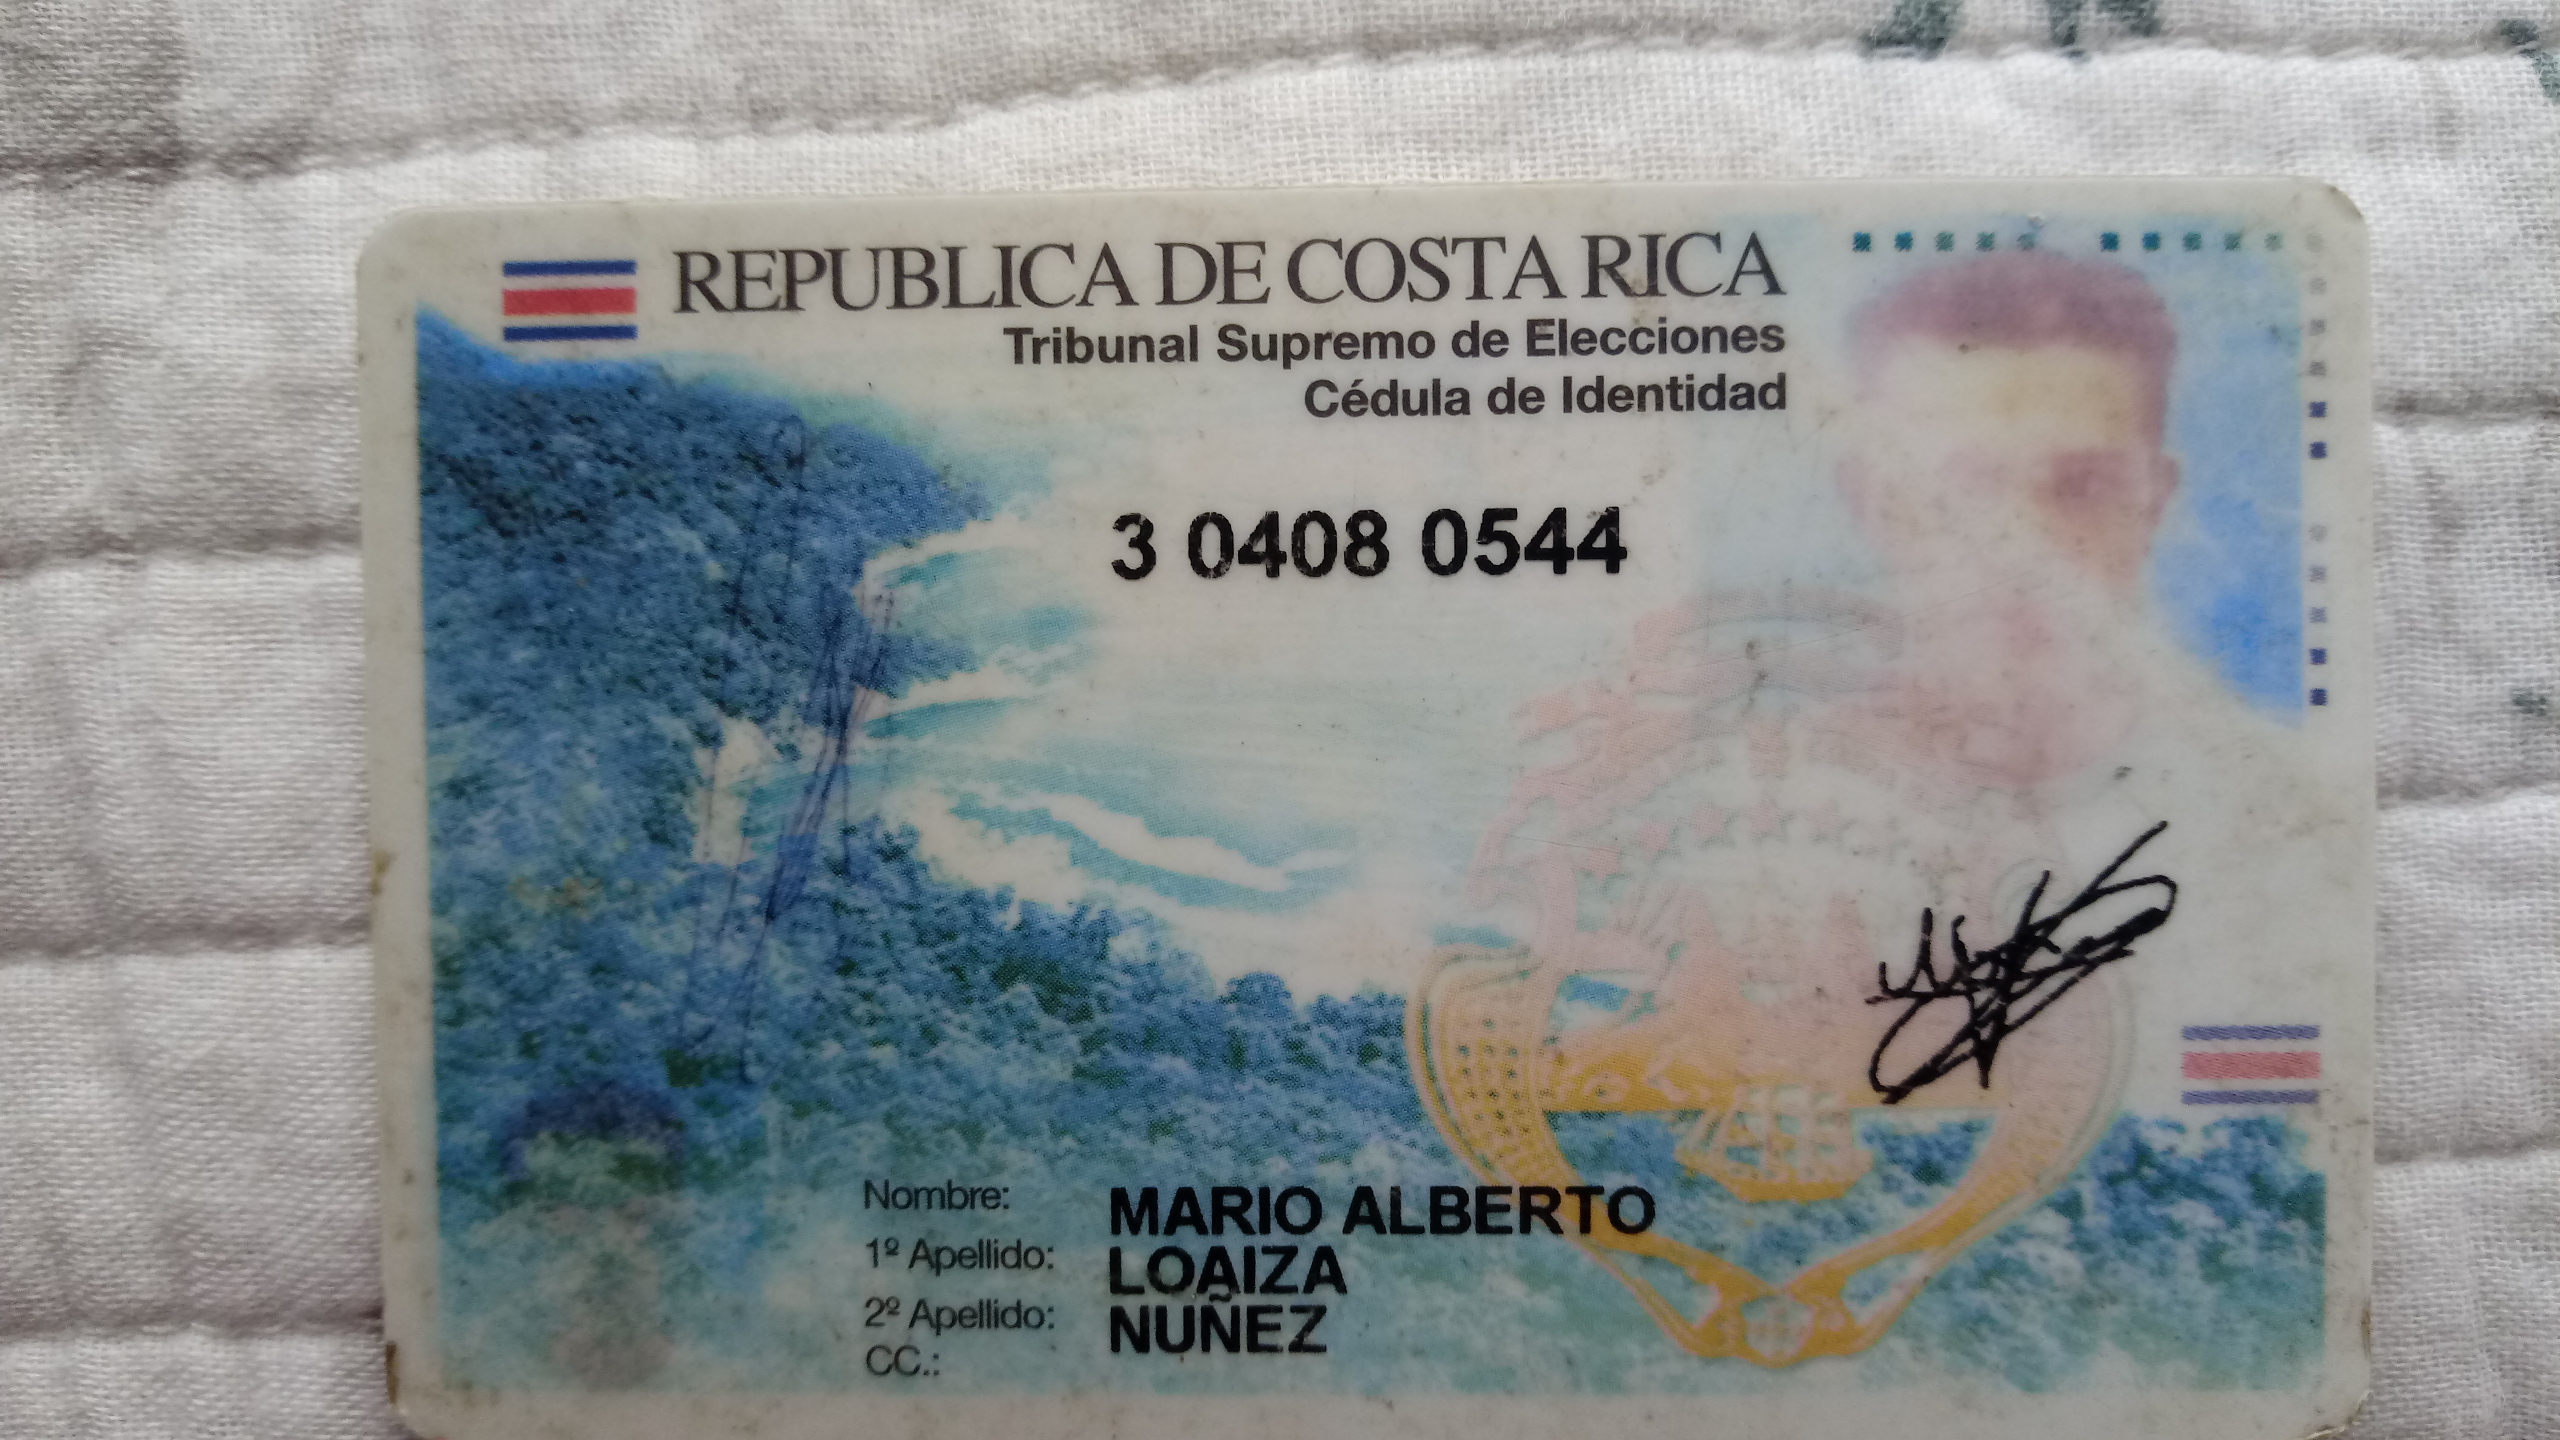 REPUBLICA DE COSTA RICA
Tribunal Supremo de Elecciones
Cédula de Identidad
3 0408 0544
Nombre: MARIO ALBERTO
1º Apellido: LOAIZA
2º Apellido: NUÑEZ
CC.: